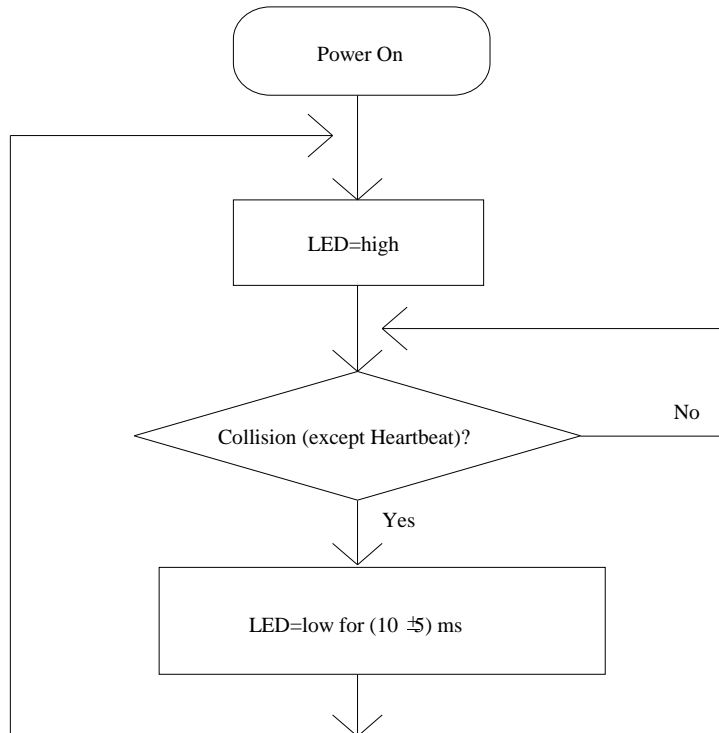 Power On
LED=high
Collision (except Heartbeat)?
No
Yes
LED=low for (10 ±5) ms